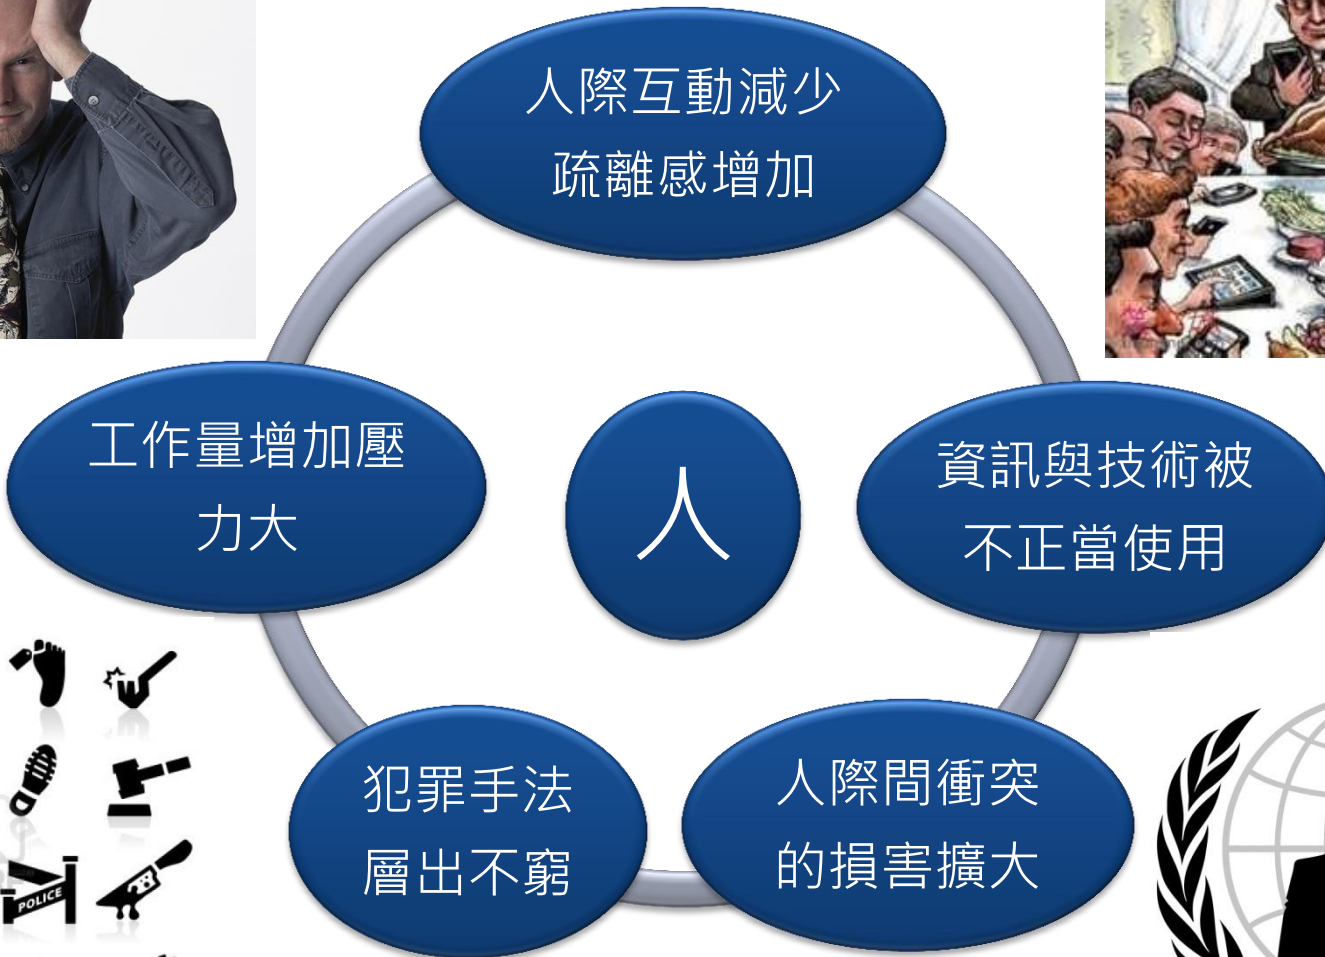 人際互動減少
疏離感增加
工作量增加壓
力大
人
資訊與技術被
不正當使用
犯罪手法
層出不窮
人際間衝突
的損害擴大
POLICE